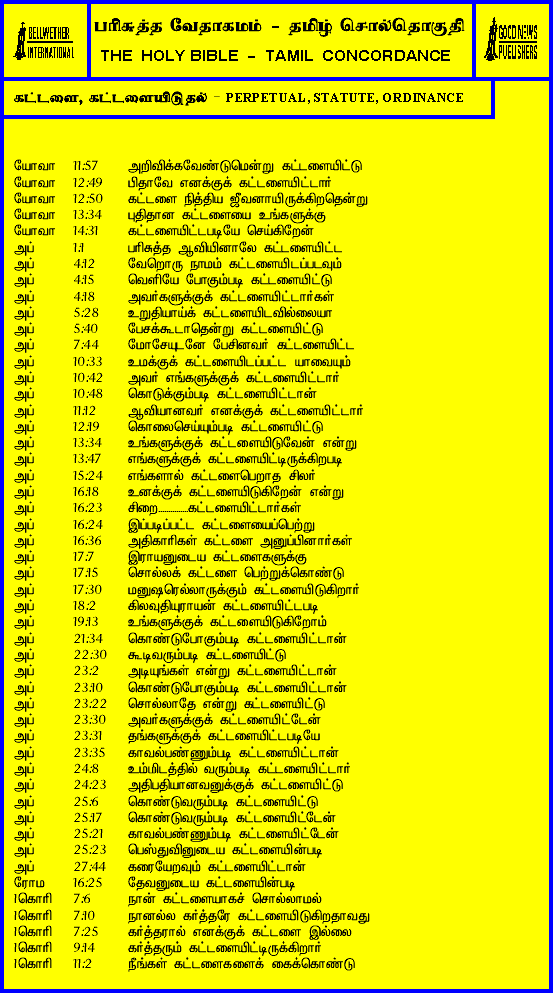 BELLWETHER
INTERNATIONAL
பரிசுத்த வேதாகமம் – தமிழ் சொல்தொகுதி
THE HOLY BIBLE – TAMIL CONCORDANCE
GOOD NEWS
PUBLISHERS
கட்டளை, கட்டளையிடுதல் – PERPETUAL, STATUTE, ORDINANCE
யோவா 11:57 அறிவிக்கவேண்டுமென்று கட்டளையிட்டு
யோவா 12:49 பிதாவே எனக்குக் கட்டளையிட்டார்
யோவா 12:50 கட்டளை நித்திய ஜீவனாயிருக்கிறதென்று
யோவா 13:34 புதிதான கட்டளையை உங்களுக்கு
யோவா 14:31 கட்டளையிட்டபடியே செய்கிறேன்
அப் 1:1 பரிசுத்த ஆவியினாலே கட்டளையிட்ட
அப் 4:12 வேறொரு நாமம் கட்டளையிடப்படவும்
அப் 4:15 வெளியே போகும்படி கட்டளையிட்டு
அப் 4:18 அவர்களுக்குக் கட்டளையிட்டார்கள்
அப் 5:28 உறுதியாய்க் கட்டளையிடவில்லையா
அப் 5:40 பேசக்கூடாதென்று கட்டளையிட்டு
அப் 7:44 மோசேயுடனே பேசினவர் கட்டளையிட்ட
அப் 10:33 உமக்குக் கட்டளையிடப்பட்ட யாவையும்
அப் 10:42 அவர் எங்களுக்குக் கட்டளையிட்டார்
அப் 10:48 கொடுக்கும்படி கட்டளையிட்டான்
அப் 11:12 ஆவியானவர் எனக்குக் கட்டளையிட்டார்
அப் 12:19 கொலைசெய்யும்படி கட்டளையிட்டு
அப் 13:34 உங்களுக்குக் கட்டளையிடுவேன் என்று
அப் 13:47 எங்களுக்குக் கட்டளையிட்டிருக்கிறபடி
அப் 15:24 எங்களால் கட்டளைபெறாத சிலர்
அப் 16:18 உனக்குக் கட்டளையிடுகிறேன் என்று
அப் 16:23 சிறை..............கட்டளையிட்டார்கள்
அப் 16:24 இப்படிப்பட்ட கட்டளையைப்பெற்று
அப் 16:36 அதிகாரிகள் கட்டளை அனுப்பினார்கள்
அப் 17:7 இராயனுடைய கட்டளைகளுக்கு
அப் 17:15 சொல்லக் கட்டளை பெற்றுக்கொண்டு
அப் 17:30 மனுஷரெல்லாருக்கும் கட்டளையிடுகிறார்
அப் 18:2 கிலவுதியுராயன் கட்டளையிட்டபடி
அப் 19:13 உங்களுக்குக் கட்டளையிடுகிறோம்
அப் 21:34 கொண்டுபோகும்படி கட்டளையிட்டான்
அப் 22:30 கூடிவரும்படி கட்டளையிட்டு
அப் 23:2 அடியுங்கள் என்று கட்டளையிட்டான்
அப் 23:10 கொண்டுபோகும்படி கட்டளையிட்டான்
அப் 23:22 சொல்லாதே என்று கட்டளையிட்டு
அப் 23:30 அவர்களுக்குக் கட்டளையிட்டேன்
அப் 23:31 தங்களுக்குக் கட்டளையிட்டபடியே
அப் 23:35 காவல்பண்ணும்படி கட்டளையிட்டான்
அப் 24:8 உம்மிடத்தில் வரும்படி கட்டளையிட்டார்
அப் 24:23 அதிபதியானவனுக்குக் கட்டளையிட்டு
அப் 25:6 கொண்டுவரும்படி கட்டளையிட்டு
அப் 25:17 கொண்டுவரும்படி கட்டளையிட்டேன்
அப் 25:21 காவல்பண்ணும்படி கட்டளையிட்டேன்
அப் 25:23 பெஸ்துவினுடைய கட்டளையின்படி
அப் 27:44 கரையேறவும் கட்டளையிட்டான்
ரோம 16:25 தேவனுடைய கட்டளையின்படி
1கொரி 7:6 நான் கட்டளையாகச் சொல்லாமல்
1கொரி 7:10 நானல்ல கர்த்தரே கட்டளையிடுகிறதாவது
1கொரி 7:25 கர்த்தரால் எனக்குக் கட்டளை இல்லை
1கொரி 9:14 கர்த்தரும் கட்டளையிட்டிருக்கிறார்
1கொரி 11:2 நீங்கள் கட்டளைகளைக் கைக்கொண்டு